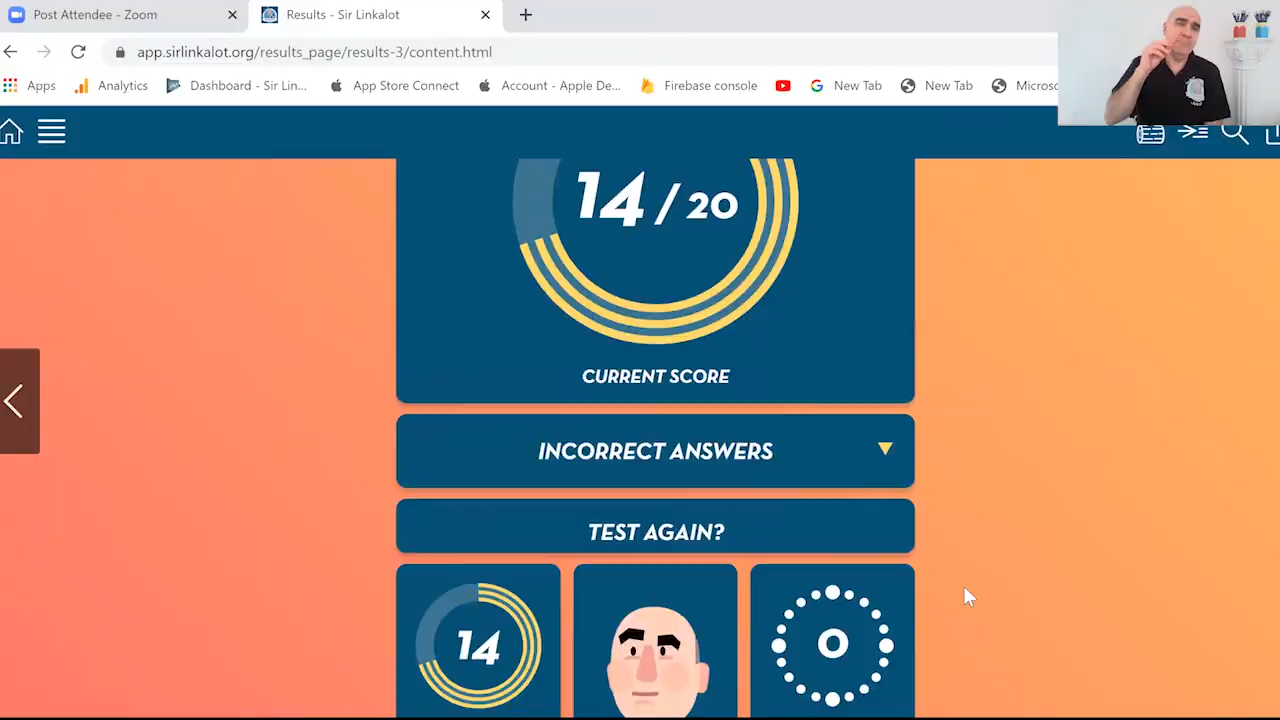 Post Attendee - Zoom
Results - Sir Linkalot
app.sirlinkalot.org/results_page/results-3/content.html
Apps
Analytics
Dashboard - Sir Lin...
App Store Connect
Account - Apple De...
Firebase console
New Tab
New Tab
Microso
14 / 20
CURRENT SCORE
INCORRECT ANSWERS
TEST AGAIN?
14
0